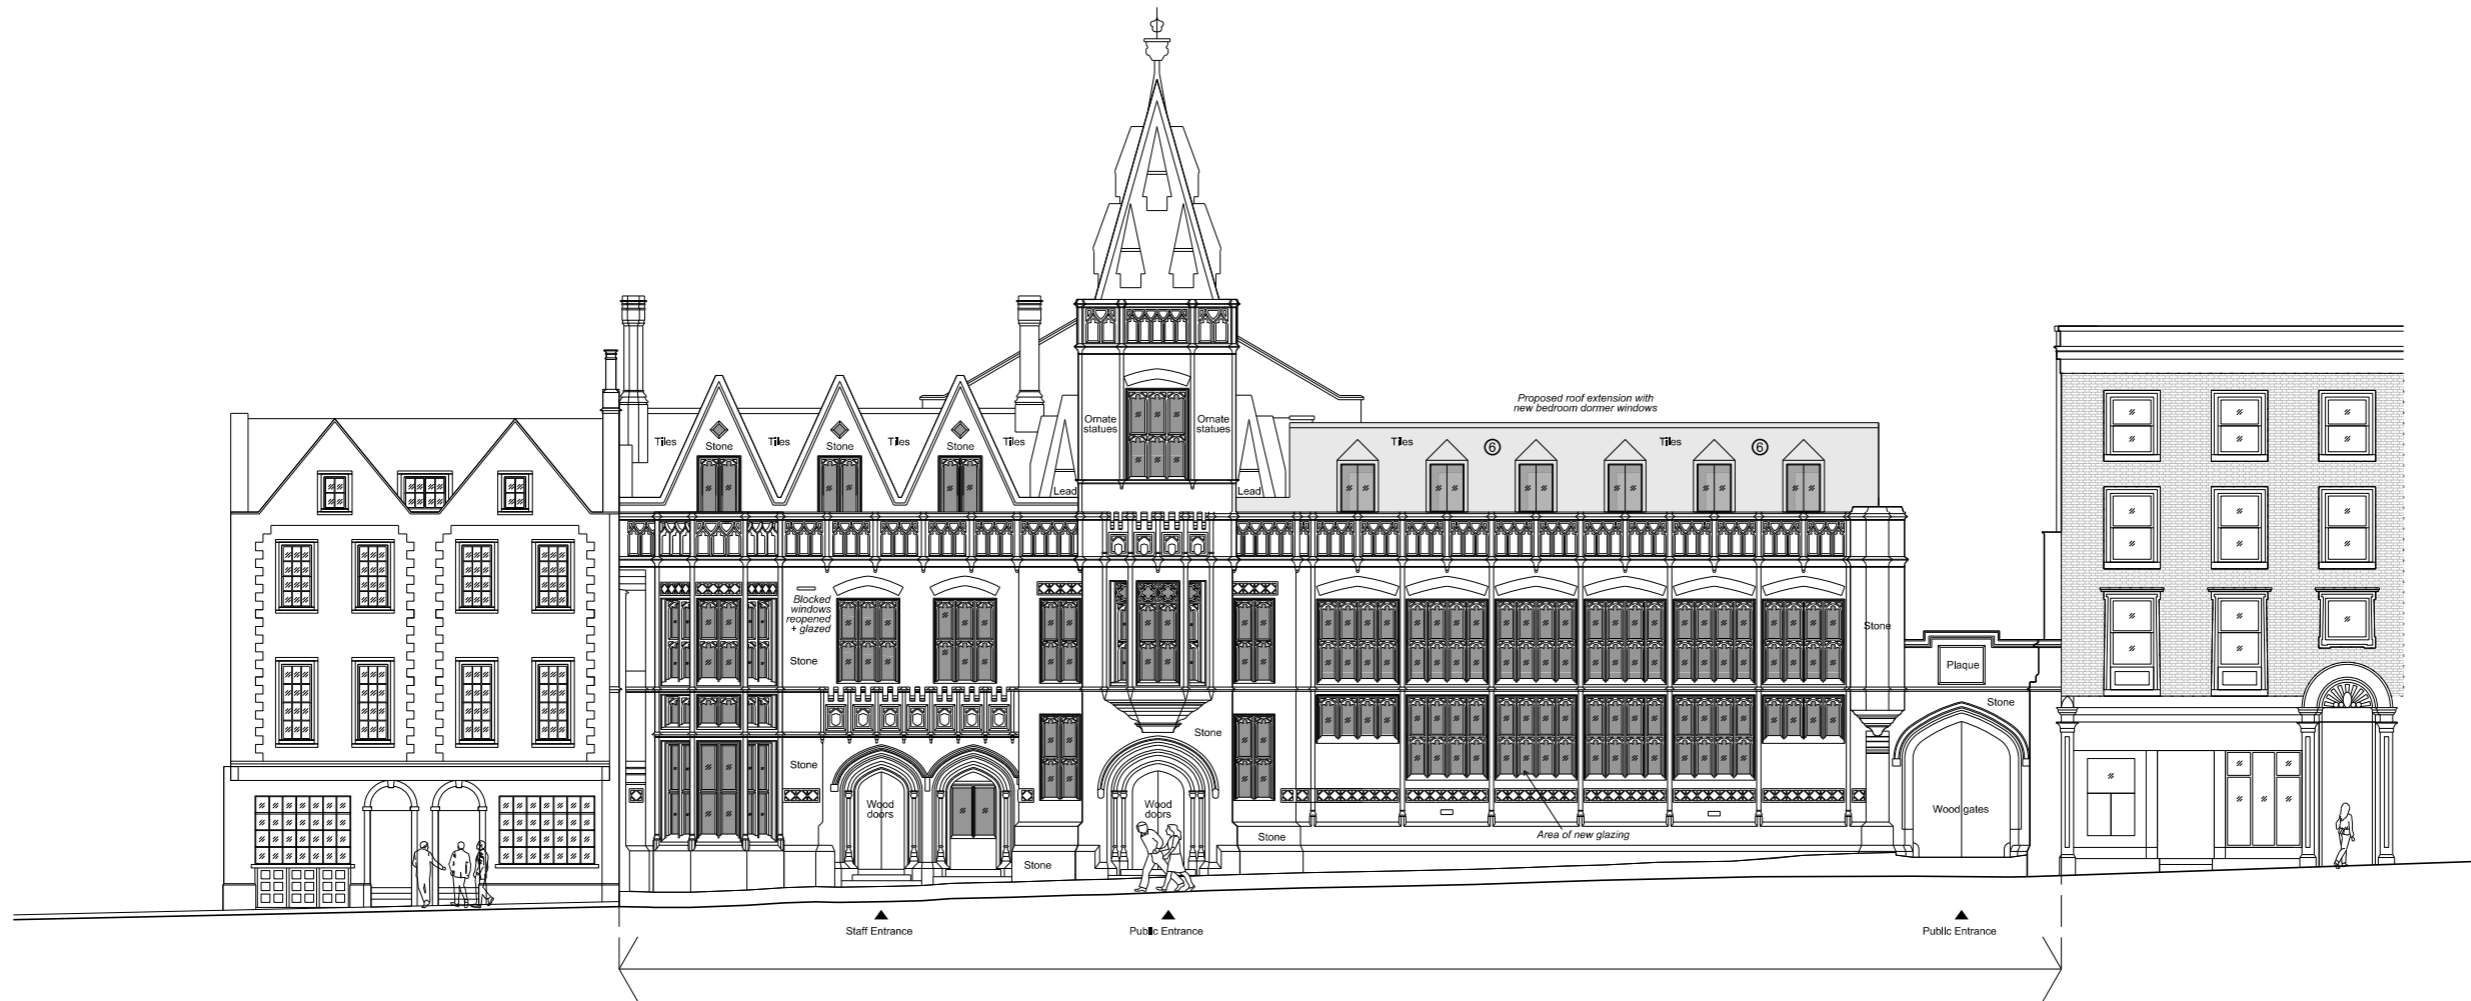 Proposed roof extension with
new bedroom dormer windows
Ornate
statues
Ornate
statues
Tiles
Stone
Tiles
Stone
Tiles
Stone
Tiles
Tiles
6
Tiles
6
Lead
Lead
Blocked
windows
reopened
+ glazed
Stone
Stone
Plaque
Stone
Stone
Stone
Wood
doors
Wood
doors
Wood gates
Area of new glazing
Stone
Stone
Staff Entrance
Public Entrance
Public Entrance